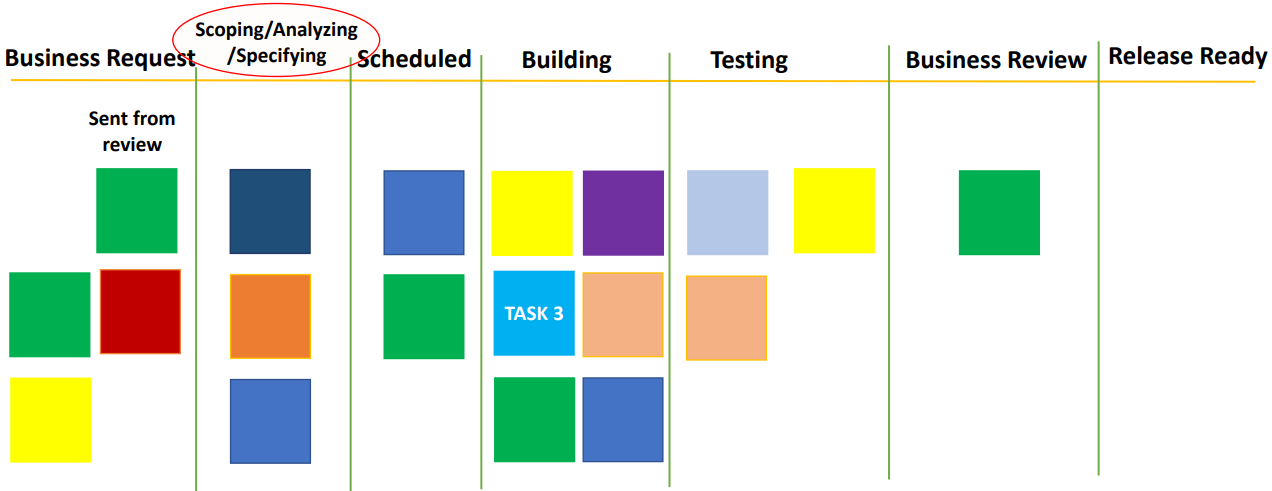 Business Request
Scoping/Analyzing
/Specifying
Scheduled
Building
Testing
Business Review
Release Ready
Sent from
review
TASK 3